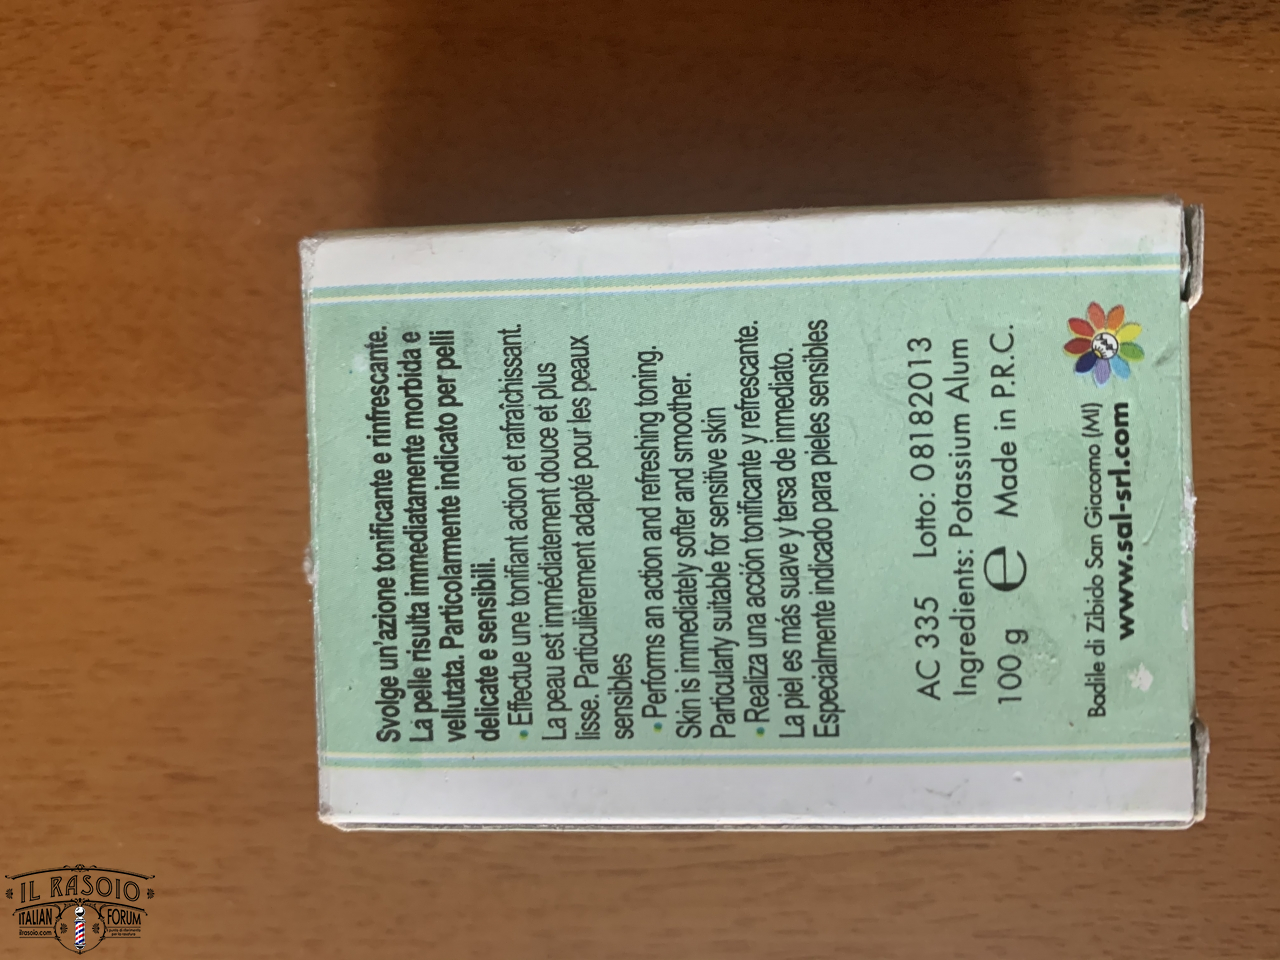 Svolge un'azione tonificante e rinfrescante.
La pelle risulta immediatamente morbida e
vellutata. Particolarmente indicato per pelli
delicate e sensibili.
• Effectue une tonifiant action et rafraîchissant.
La peau est immédiatement douce et plus
lisse. Particuliérement adapté pour les peaux
sensibles
• Performs an action and refreshing toning.
Skin is immediately softer and smoother.
Particularly suitable for sensitive skin
• Realiza una acción tonificante y refrescante.
La piel es más suave y tersa de inmediato.
Especialmente indicado para pieles sensibles
AC 335 Lotto: 08182013
Ingredients: Potassium Alum
100 g ℮ Made in P.R.C.
Badile di Zibido San Giacomo (MI)
www.sal-srl.com
IL RASOIO
ITALIAN FORUM
ilrasoio.com